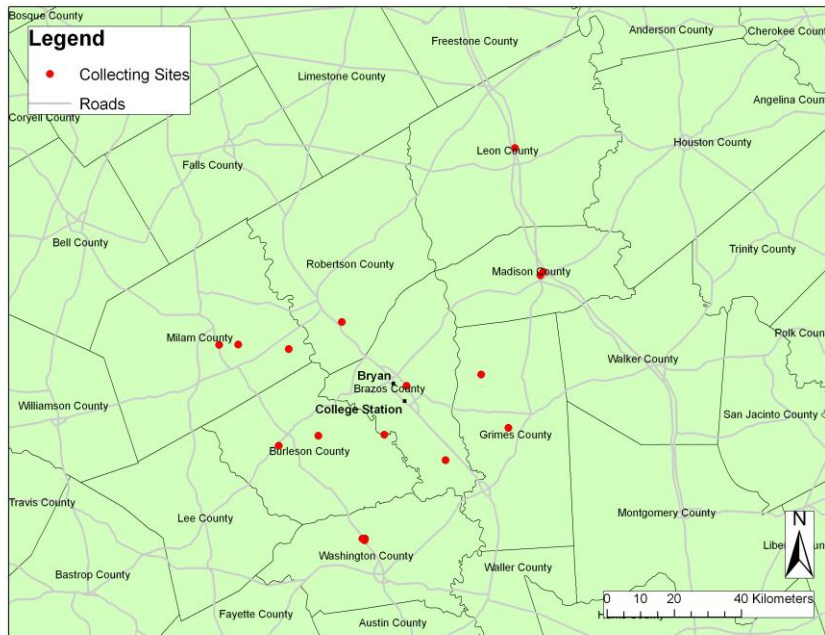 Bosque County
Legend
Collecting Sites
Roads
Coryell County
Freestone County
Anderson County
Cherokee County
Limestone County
Angelina County
Falls County
Leon County
Houston County
Bell County
Trinity County
Robertson County
Madison County
Milam County
Polk County
Walker County
Bryan
Brazos County
Williamson County
College Station
San Jacinto County
Grimes County
Burleson County
Travis County
Lee County
Montgomery County
N
Washington County
Waller County
Bastrop County
0 10 20 40 Kilometers
Fayette County
Austin County